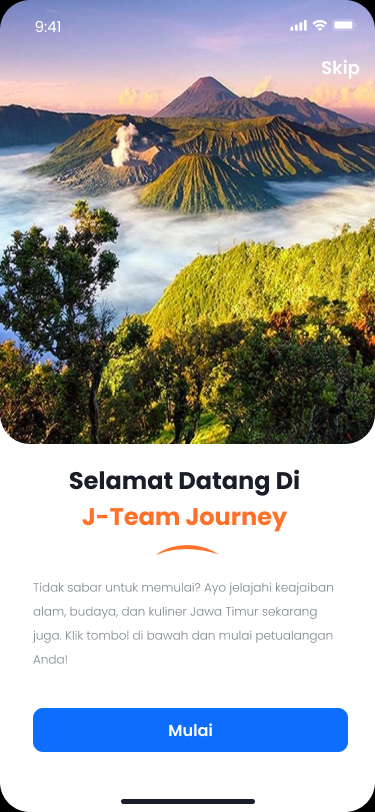 9:41
Skip
Selamat Datang Di
J-Team Journey
Tidak sabar untuk memulai? Ayo jelajahi keajaiban
alam, budaya, dan kuliner Jawa Timur sekarang
juga. Klik tombol di bawah dan mulai petualangan
Anda!
Mulai